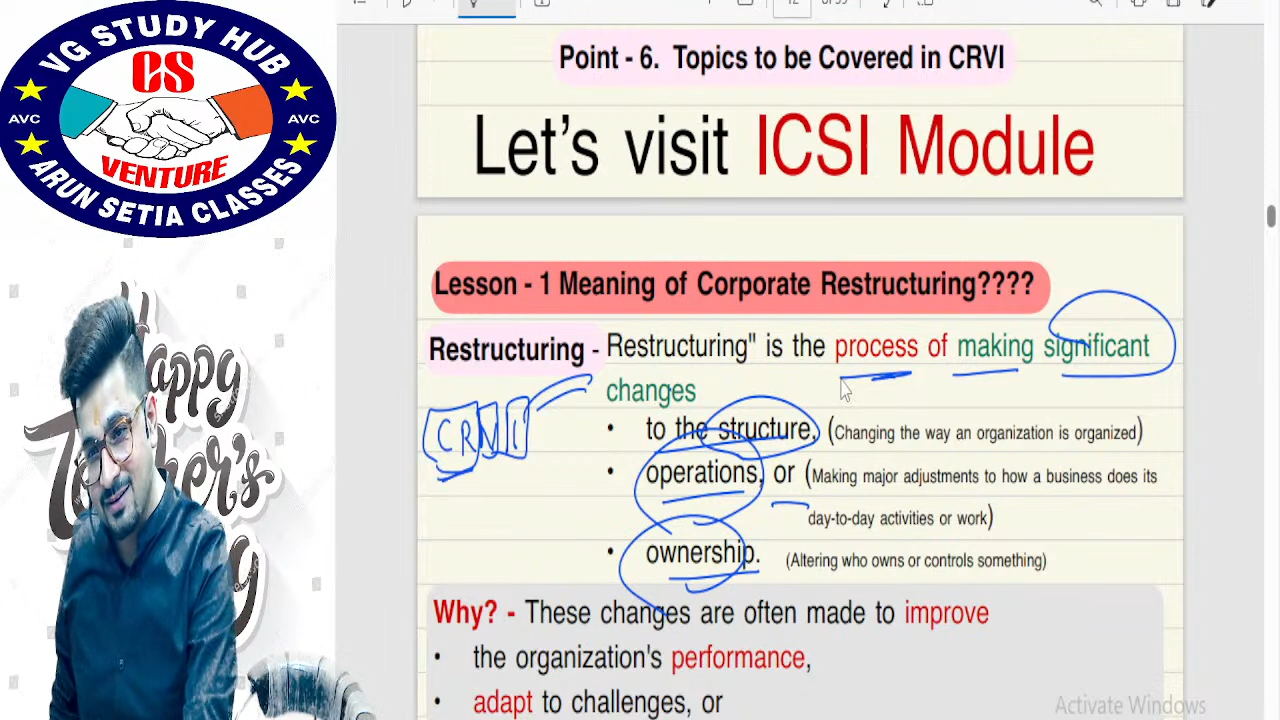 VG STUDY HUB
CS
AVC
AVC
VENTURE
ARUN SETIA CLASSES
Happy
Point - 6. Topics to be Covered in CRVI
Let's visit ICSI Module
Lesson - 1 Meaning of Corporate Restructuring????
Restructuring - Restructuring" is the process of making significant
changes
CRVI
• to the structure, (Changing the way an organization is organized)
• operations, or (Making major adjustments to how a business does its
day-to-day activities or work)
• ownership. (Altering who owns or controls something)
Why? - These changes are often made to improve
• the organization's performance,
• adapt to challenges, or
Activate Windows